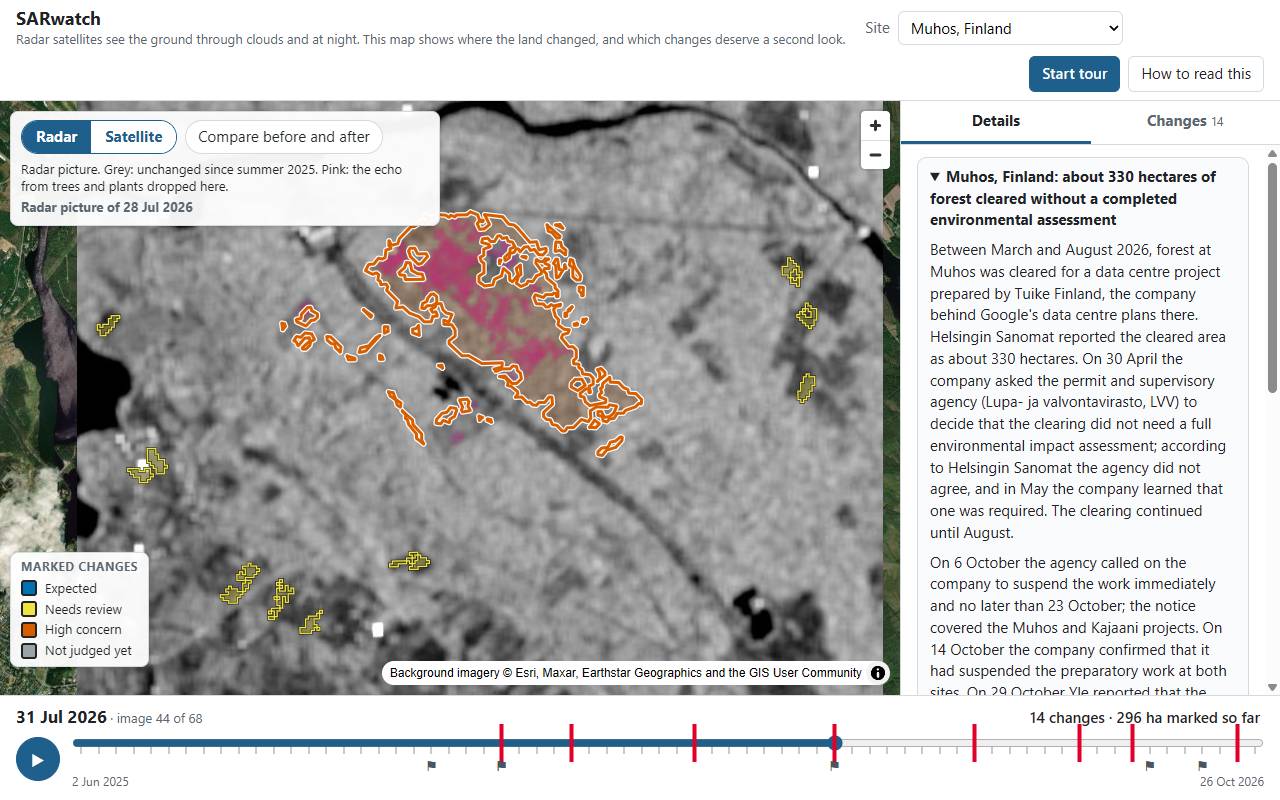 SARwatch
Radar satellites see the ground through clouds and at night. This map shows where the land changed, and which changes deserve a second look.
Site
Muhos, Finland
Start tour
How to read this
Radar
Satellite
Compare before and after
Radar picture. Grey: unchanged since summer 2025. Pink: the echo
from trees and plants dropped here.
Radar picture of 28 Jul 2026
+
−
MARKED CHANGES
Expected
Needs review
High concern
Not judged yet
Background imagery © Esri, Maxar, Earthstar Geographics and the GIS User Community
Details
Changes 14
▼ Muhos, Finland: about 330 hectares of
forest cleared without a completed
environmental assessment
Between March and August 2026, forest at
Muhos was cleared for a data centre project
prepared by Tuike Finland, the company
behind Google's data centre plans there.
Helsingin Sanomat reported the cleared area
as about 330 hectares. On 30 April the
company asked the permit and supervisory
agency (Lupa- ja valvontavirasto, LVV) to
decide that the clearing did not need a full
environmental impact assessment; according
to Helsingin Sanomat the agency did not
agree, and in May the company learned that
one was required. The clearing continued
until August.
On 6 October the agency called on the
company to suspend the work immediately
and no later than 23 October; the notice
covered the Muhos and Kajaani projects. On
14 October the company confirmed that it
had suspended the preparatory work at both
sites. On 29 October Yle reported that the
31 Jul 2026 · image 44 of 68
14 changes · 296 ha marked so far
2 Jun 2025
26 Oct 2026